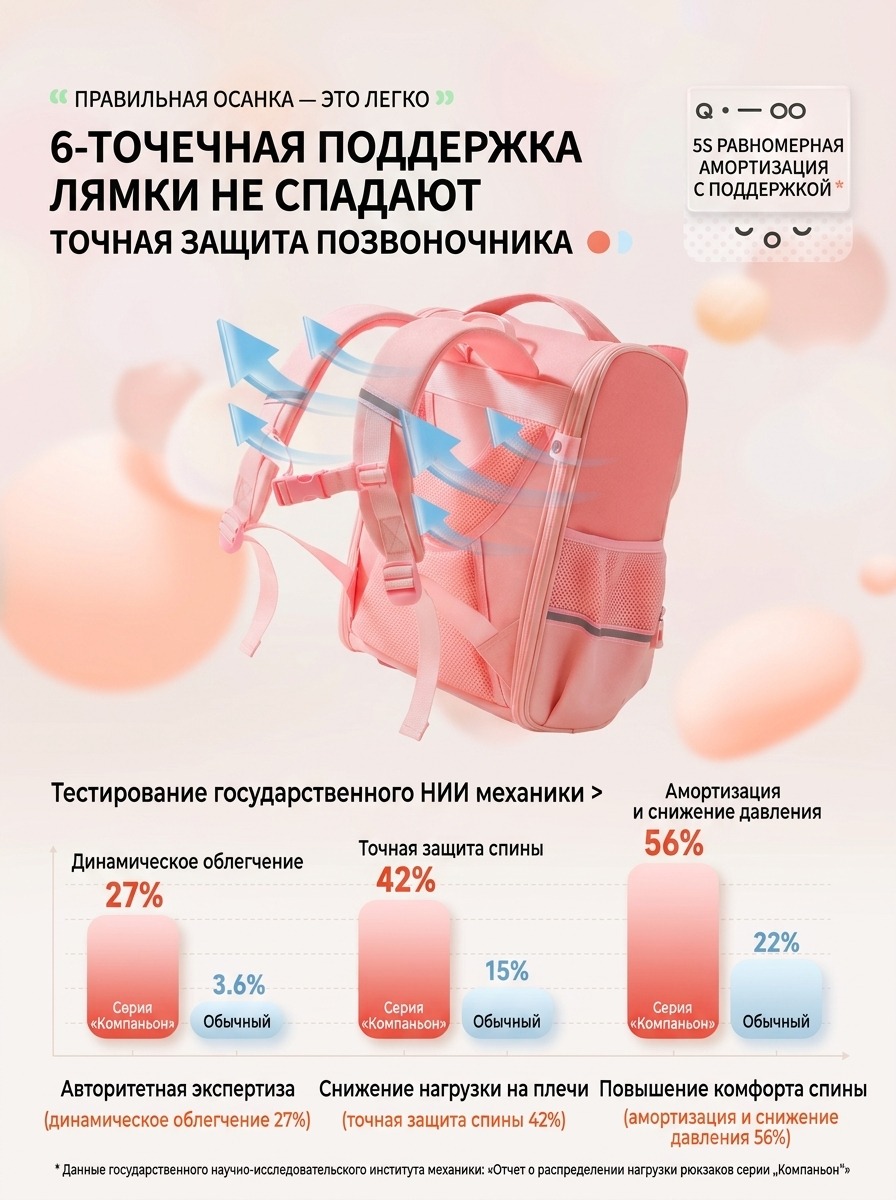 “ ПРАВИЛЬНАЯ ОСАНКА — ЭТО ЛЕГКО ”
6-ТОЧЕЧНАЯ ПОДДЕРЖКА
ЛЯМКИ НЕ СПАДАЮТ
ТОЧНАЯ ЗАЩИТА ПОЗВОНОЧНИКА
5S РАВНОМЕРНАЯ
АМОРТИЗАЦИЯ
С ПОДДЕРЖКОЙ *
Тестирование государственного НИИ механики >
Динамическое облегчение
27%
3.6%
Серия
«Компаньон»
Обычный
Точная защита спины
42%
15%
Серия
«Компаньон»
Обычный
Амортизация
и снижение давления
56%
22%
Серия
«Компаньон»
Обычный
Авторитетная экспертиза
(динамическое облегчение 27%)
Снижение нагрузки на плечи
(точная защита спины 42%)
Повышение комфорта спины
(амортизация и снижение
давления 56%)
* Данные государственного научно-исследовательского института механики: «Отчет о распределении нагрузки рюкзаков серии „Компаньон“»